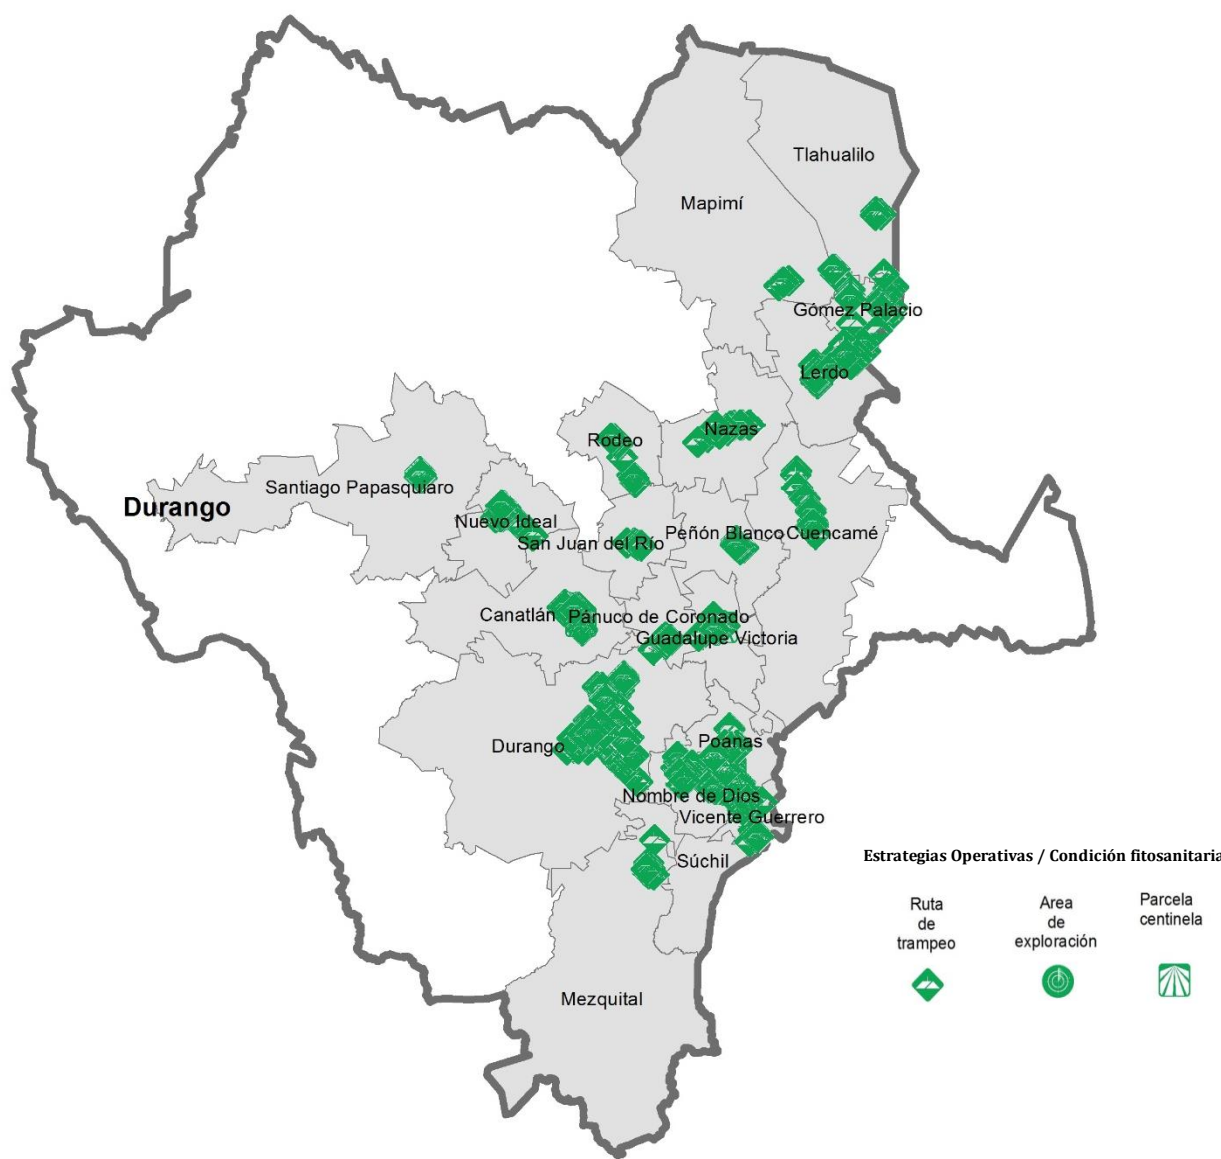 Tlahualilo
Mapimí
Gómez Palacio
Lerdo
Nazas
Rodeo
Santiago Papasquiaro
Durango
Nuevo Ideal
San Juan del Río
Peñón Blanco
Cuencamé
Canatlán
Pánuco de Coronado
Guadalupe Victoria
Durango
Poanas
Nombre de Dios
Vicente Guerrero
Súchil
Mezquital
Estrategias Operativas / Condición fitosanitaria
Ruta
de
trampeo
Area
de
exploración
Parcela
centinela